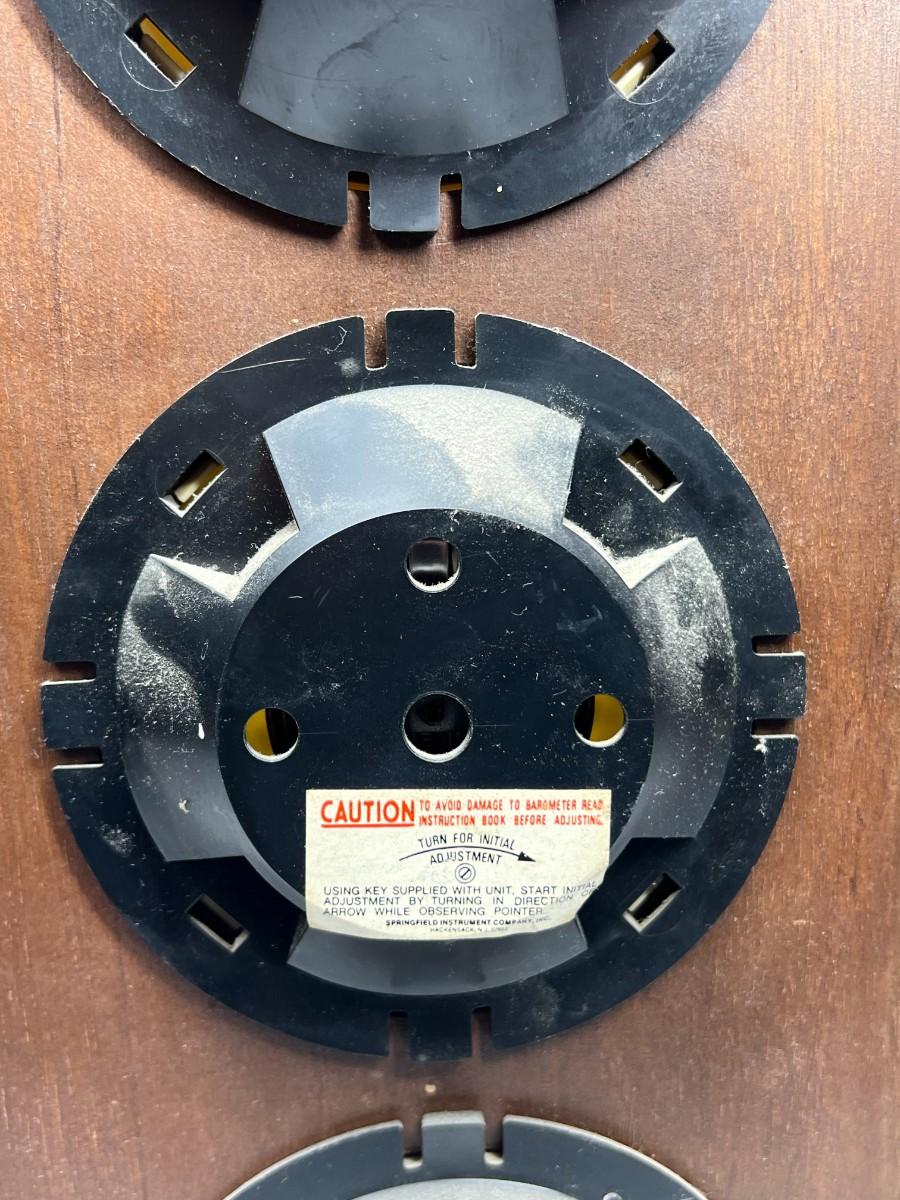 CAUTION TO AVOID DAMAGE TO BAROMETER READ
INSTRUCTION BOOK BEFORE ADJUSTING.
TURN FOR INITIAL
ADJUSTMENT
USING KEY SUPPLIED WITH UNIT, START INITIAL
ADJUSTMENT BY TURNING IN DIRECTION OF
ARROW WHILE OBSERVING POINTER.
SPRINGFIELD INSTRUMENT COMPANY, INC.
HACKENSACK, N.J.